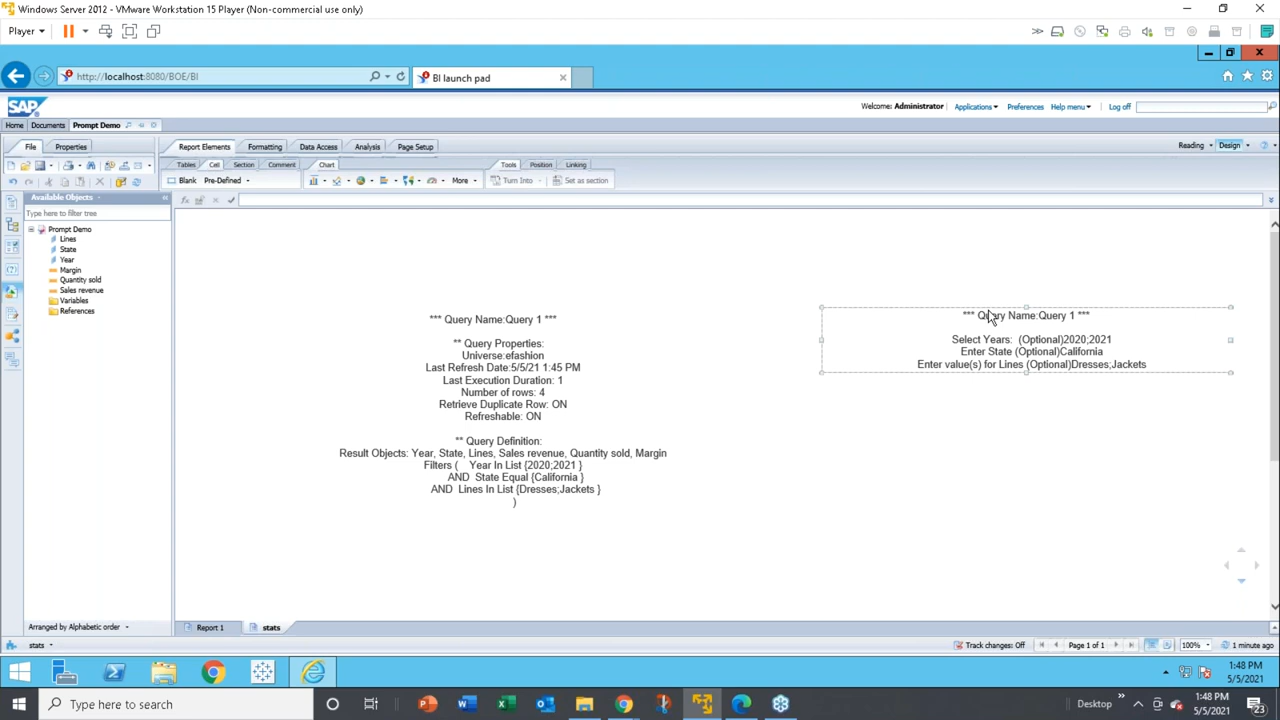 Windows Server 2012 - VMware Workstation 15 Player (Non-commercial use only)
Player
http://localhost:8080/BOE/BI
BI launch pad
SAP
Welcome: Administrator
Applications
Preferences
Help menu
Log off
Home
Documents
Prompt Demo
File
Properties
Report Elements
Formatting
Data Access
Analysis
Page Setup
Reading
Design
Tables
Cell
Section
Comment
Chart
Tools
Position
Linking
Blank
Pre-Defined
More
Turn Into
Set as section
Available Objects
Type here to filter tree
Prompt Demo
Lines
State
Year
Margin
Quantity sold
Sales revenue
Variables
References
*** Query Name:Query 1 ***
** Query Properties:
Universe:efashion
Last Refresh Date:5/5/21 1:45 PM
Last Execution Duration: 1
Number of rows: 4
Retrieve Duplicate Row: ON
Refreshable: ON
** Query Definition:
Result Objects: Year, State, Lines, Sales revenue, Quantity sold, Margin
Filters ( Year In List {2020;2021 }
AND State Equal {California }
AND Lines In List {Dresses;Jackets }
)
*** Query Name:Query 1 ***
Select Years: (Optional)2020;2021
Enter State (Optional)California
Enter value(s) for Lines (Optional)Dresses;Jackets
Arranged by Alphabetic order
Report 1
stats
stats
Track changes: Off
Page 1 of 1
100%
1 minute ago
1:48 PM
5/5/2021
Type here to search
Desktop
1:48 PM
5/5/2021
23